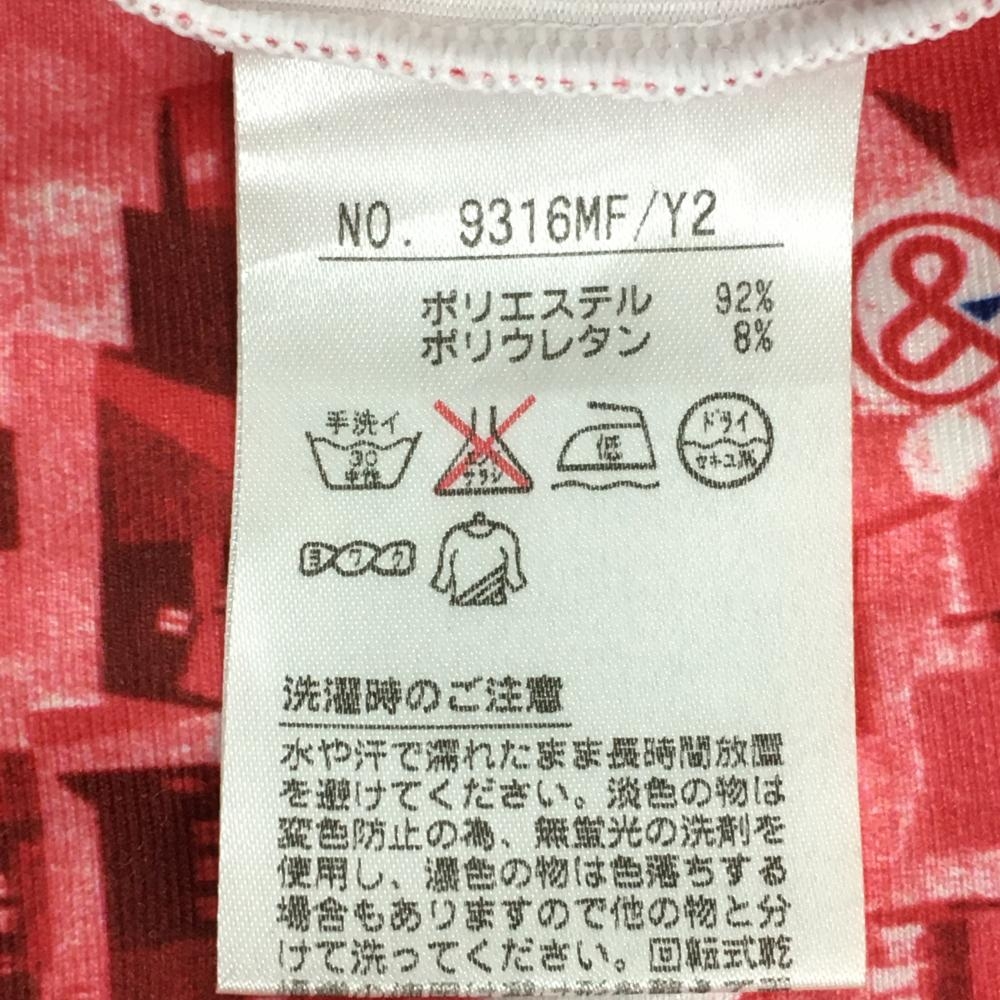 NO. 9316MF/Y2
ポリエステル 92%
ポリウレタン 8%
手洗イ
30
中性
エンソ
サラシ
低
ドライ
セキユ系
ヨワク
&
洗濯時のご注意
水や汗で濡れたまま長時間放置
を避けてください。淡色の物は
変色防止の為、無蛍光の洗剤を
使用し、濃色の物は色落ちする
場合もありますので他の物と分
けて洗ってください。回転式乾